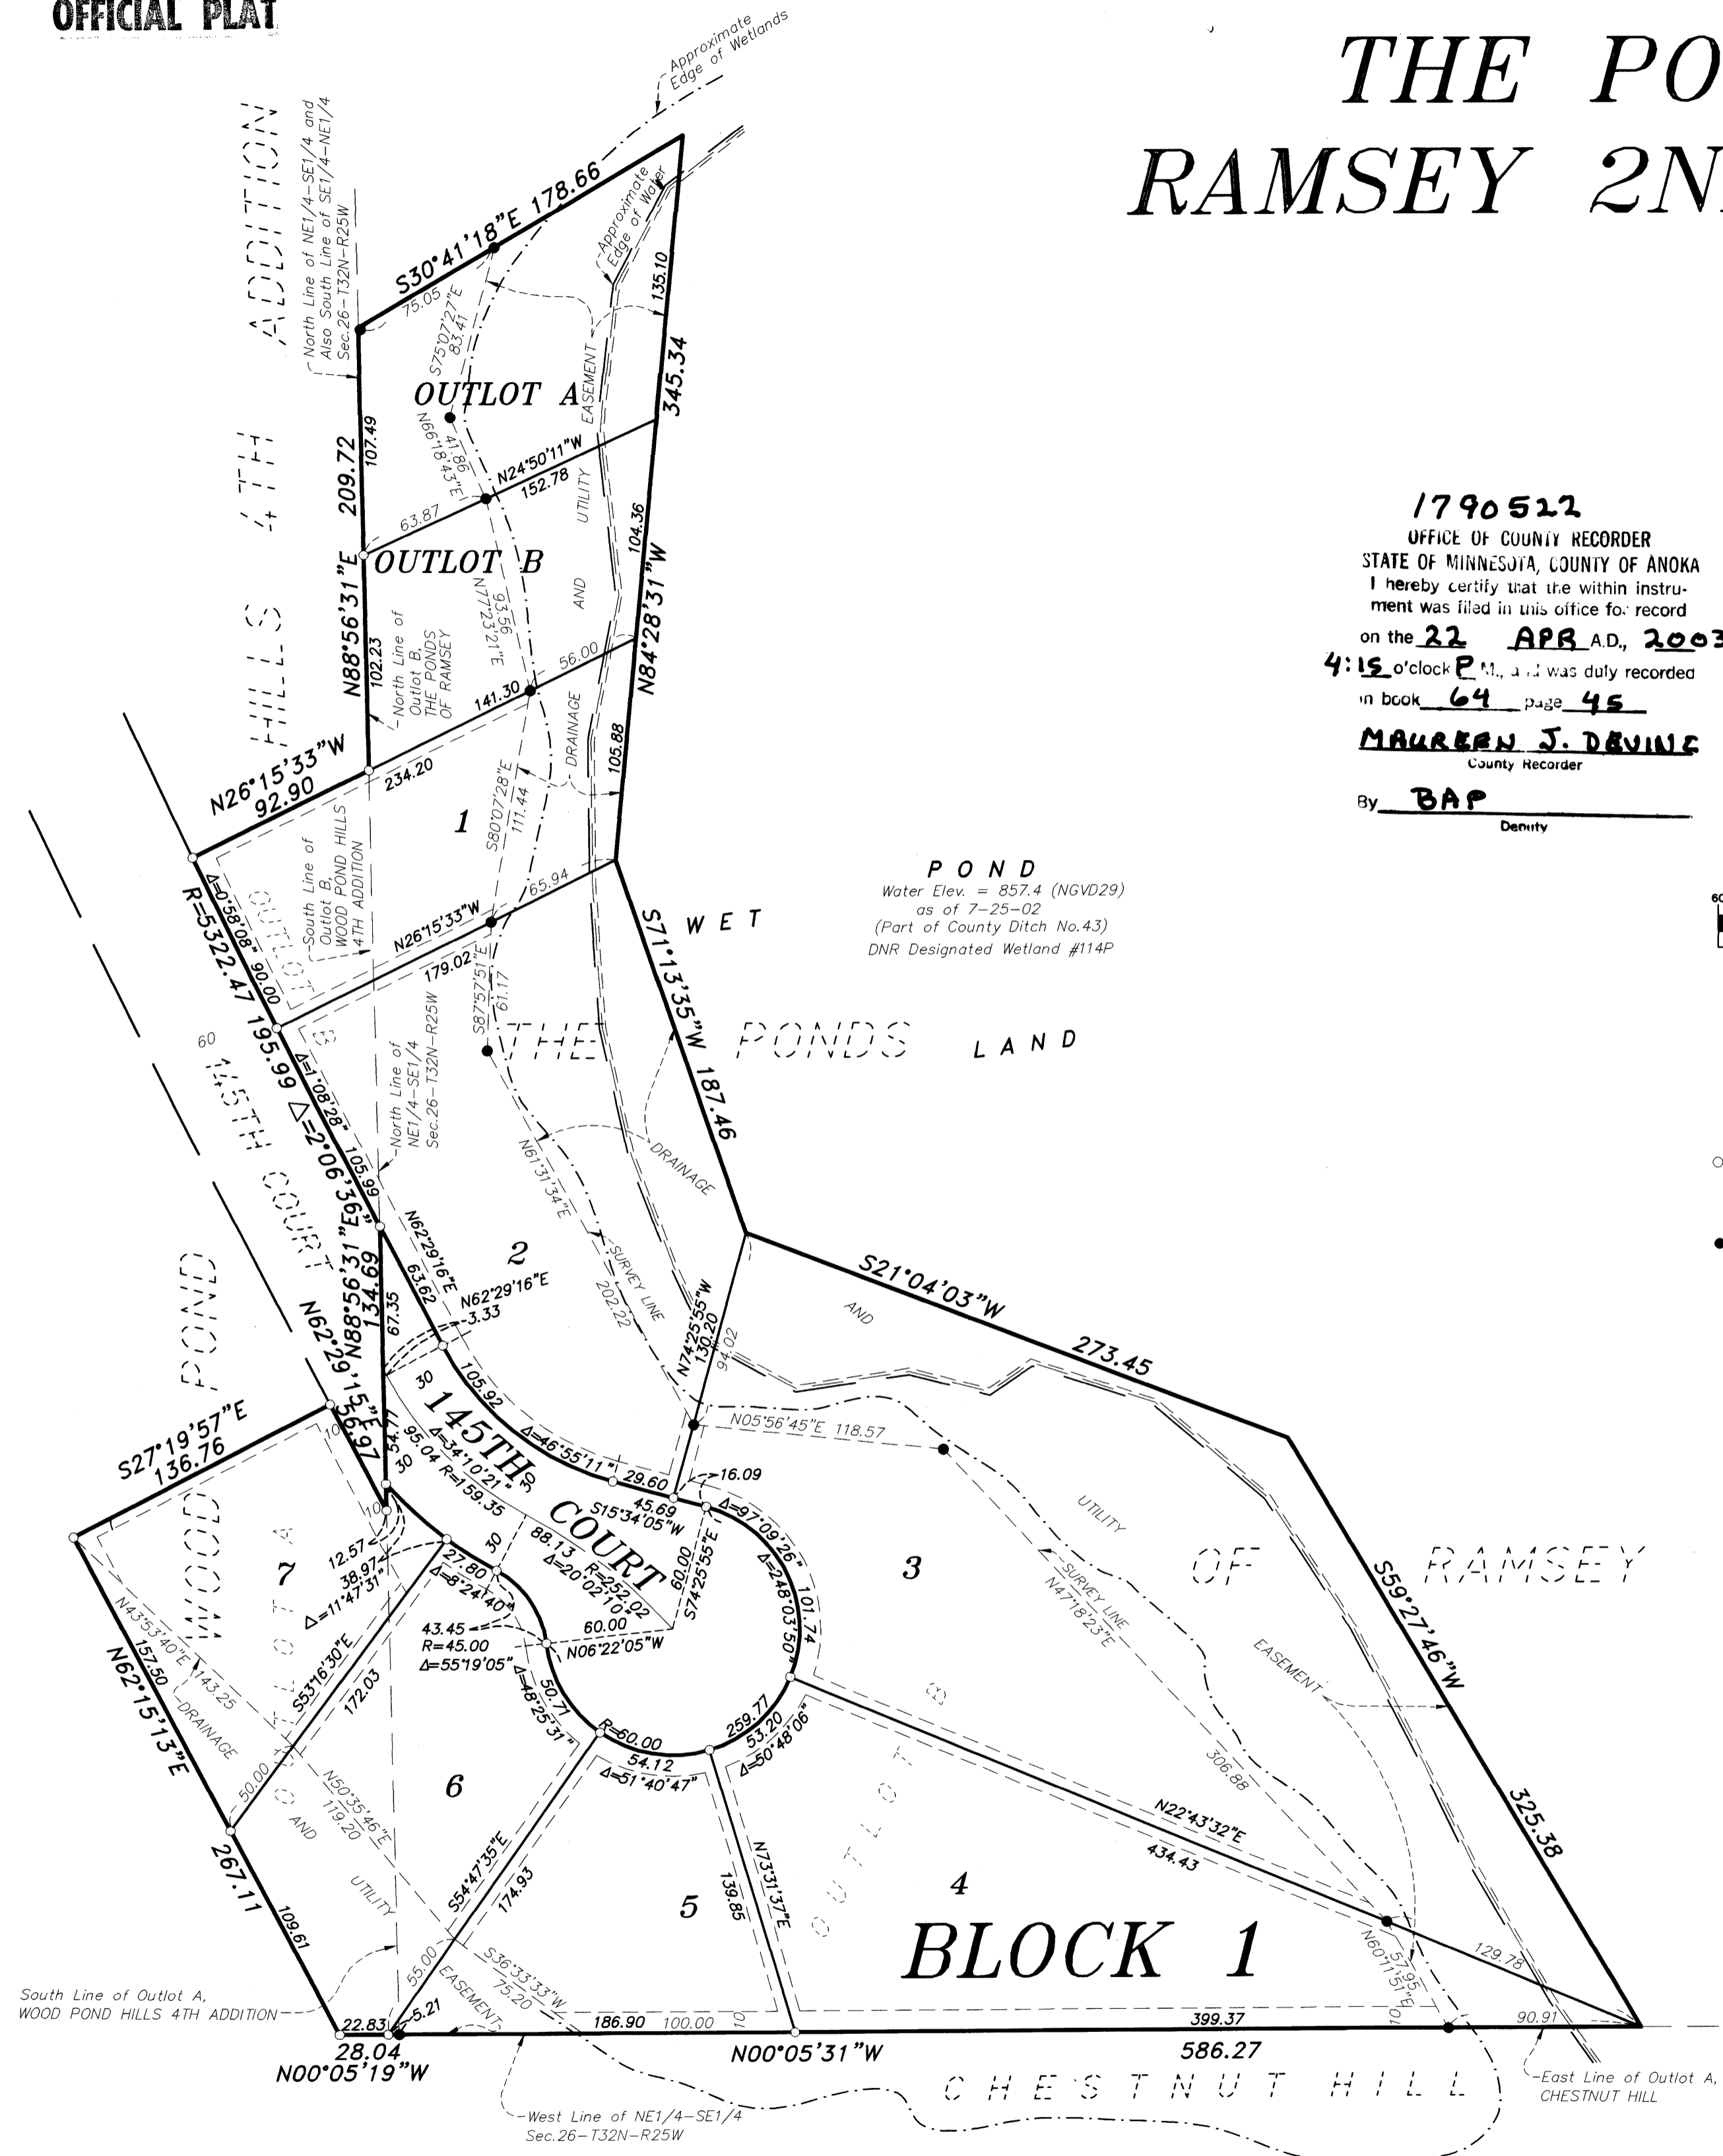 OFFICIAL PLAT
THE PO
RAMSEY 2N
Approximate
Edge of Wetlands
Approximate
Edge of Water
WOOD POND HILLS 4TH ADDITION
North Line of NE1/4-SE1/4 and
Also South Line of SE1/4-NE1/4
Sec.26-T32N-R25W
S30°41'18"E 178.66
75.05
S75°07'27"E
83.41
135.10
345.34
OUTLOT A
107.49
209.72
N66°18'43"E
41.86
N24°50'11"W
152.78
63.87
DRAINAGE AND UTILITY EASEMENT
OUTLOT B
104.36
N84°28'31"W
N88°56'31"E
102.23
North Line of
Outlot B,
THE PONDS
OF RAMSEY
93.56
N77°23'21"E
56.00
141.30
105.88
N26°15'33"W
92.90
234.20
1
S80°07'28"E
111.44
South Line of
Outlot B,
WOOD POND HILLS
4TH ADDITION
65.94
N26°15'33"W
179.02
Δ=0°58'08" 90.00
R=5322.47 195.99 Δ=2°06'36"
OUTLOT B
S87°57'51"E
61.17
60
145TH COURT
Δ=1°08'28" 105.99
North Line of
NE1/4-SE1/4
Sec.26-T32N-R25W
S71°13'35"W 187.46
1790522
OFFICE OF COUNTY RECORDER
STATE OF MINNESOTA, COUNTY OF ANOKA
I hereby certify that the within instru-
ment was filed in this office for record
on the 22 APR A.D., 2003
4:15 o'clock P M., and was duly recorded
in book 64 page 45
MAUREEN J. DEVINE
County Recorder
By BAP
Deputy
60
POND
Water Elev. = 857.4 (NGVD29)
as of 7-25-02
(Part of County Ditch No.43)
DNR Designated Wetland #114P
WET
LAND
THE PONDS
OF RAMSEY
N61°31'34"E
SURVEY LINE
202.22
DRAINAGE
AND
UTILITY
EASEMENT
2
N62°29'16"E
63.62
N62°29'16"E
3.33
N88°56'31"E
134.69
67.35
54.77
N62°29'15"E
56.97
S21°04'03"W
273.45
N74°25'55"W
130.20
94.02
N05°56'45"E 118.57
30
145TH COURT
105.92
Δ=46°55'11"
29.60
16.09
45.69
S15°34'05"W
95.04 R=159.35
Δ=34°10'21"
30
30
30
88.13 R=252.02
Δ=20°02'10"
60.00
S74°25'55"E
Δ=97°09'26"
101.74
Δ=248°03'50"
3
S27°19'57"E
136.76
10
10
12.57
38.97
Δ=11°47'31"
27.80
Δ=8°24'40"
43.45
R=45.00
Δ=55°19'05"
60.00
N06°22'05"W
7
OUTLOT A
N43°53'40"E 143.25
157.50
N62°15'13"E
267.11
DRAINAGE
AND
UTILITY
EASEMENT
S53°16'30"E
172.03
50.00
50.71
Δ=48°25'31"
R=60.00
259.77
54.12
Δ=51°40'47"
53.20
Δ=50°48'06"
SURVEY LINE
N47°18'23"E
306.88
S59°27'46"W
325.38
N50°35'46"E
119.20
6
S54°47'35"E
174.93
55.00
109.61
5
N73°31'37"E
139.85
OUTLOT B
4
BLOCK 1
N22°43'32"E
434.43
129.78
N60°11'51"E
57.95
10
10
S36°33'33"W
75.20
South Line of Outlot A,
WOOD POND HILLS 4TH ADDITION
22.83
5.21
28.04
N00°05'19"W
186.90 100.00
N00°05'31"W
399.37
586.27
90.91
CHESTNUT HILL
East Line of Outlot A,
CHESTNUT HILL
West Line of NE1/4-SE1/4
Sec.26-T32N-R25W